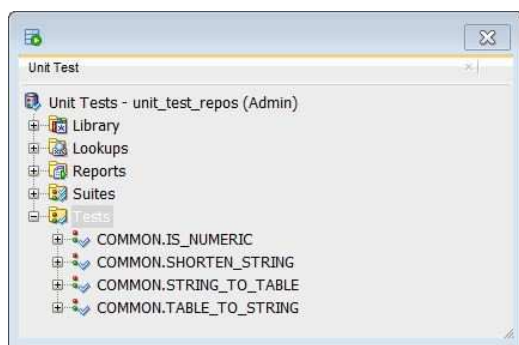 Unit Test
Unit Tests - unit_test_repos (Admin)
Library
Lookups
Reports
Suites
Tests
COMMON.IS_NUMERIC
COMMON.SHORTEN_STRING
COMMON.STRING_TO_TABLE
COMMON.TABLE_TO_STRING